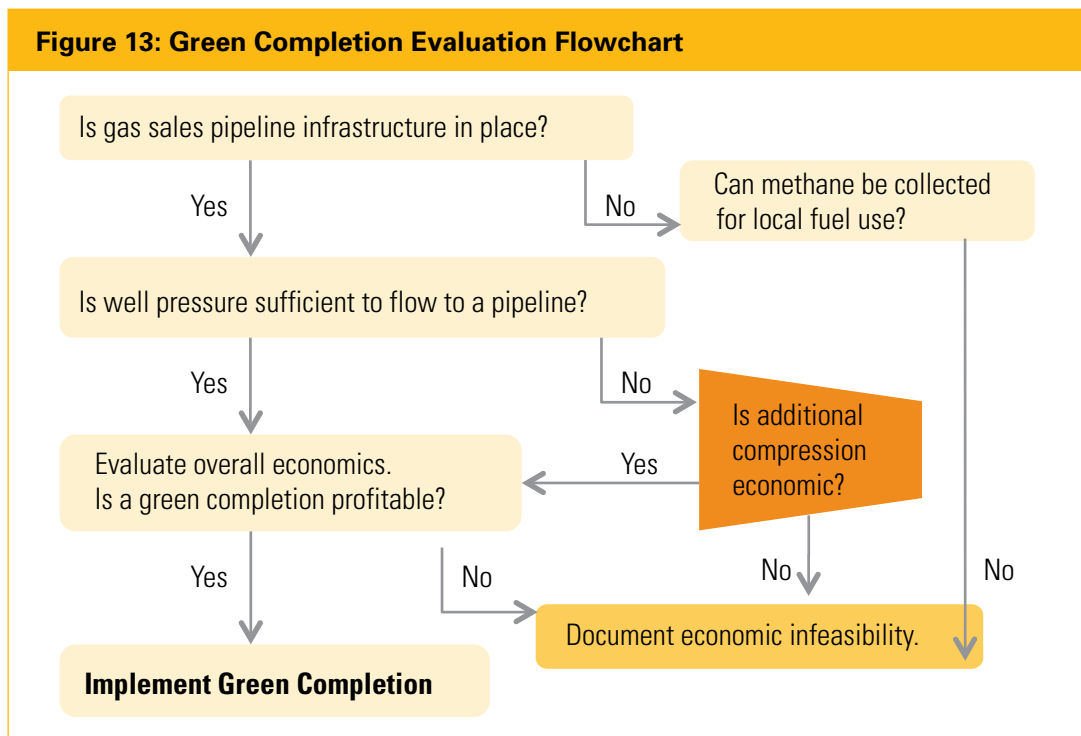 Figure 13: Green Completion Evaluation Flowchart
Is gas sales pipeline infrastructure in place?
Yes
No
Can methane be collected
for local fuel use?
Is well pressure sufficient to flow to a pipeline?
Yes
No
Is additional
compression
economic?
Yes
Evaluate overall economics.
Is a green completion profitable?
Yes
No
No
No
Document economic infeasibility.
Implement Green Completion